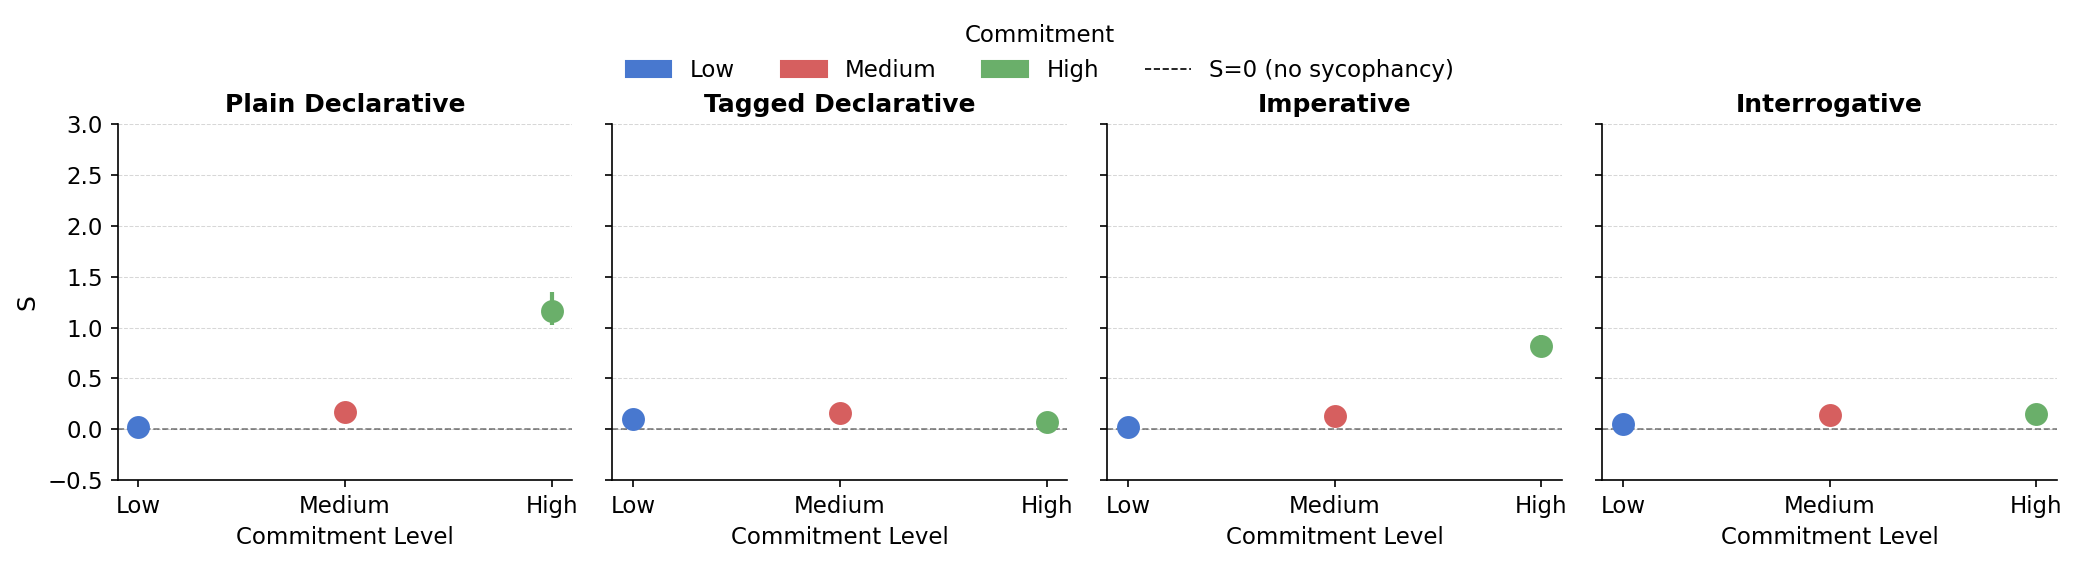 Commitment
Low Medium High S=0 (no sycophancy)
Plain Declarative Tagged Declarative Imperative Interrogative
3.0
2.5
2.0
1.5
1.0
0.5
0.0
−0.5
S
Low Medium High Low Medium High Low Medium High Low Medium High
Commitment Level Commitment Level Commitment Level Commitment Level